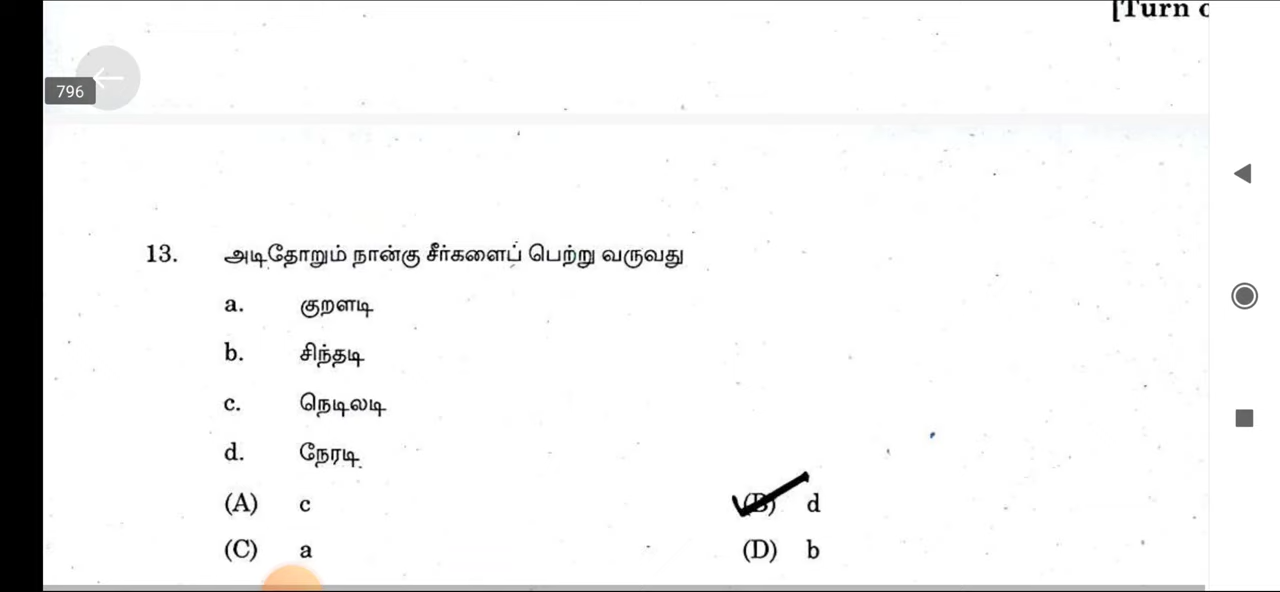 [Turn o
796
13. அடிதோறும் நான்கு சீர்களைப் பெற்று வருவது
a. குறளடி
b. சிந்தடி
c. நெடிலடி
d. நேரடி
(A) c (B) d
(C) a (D) b